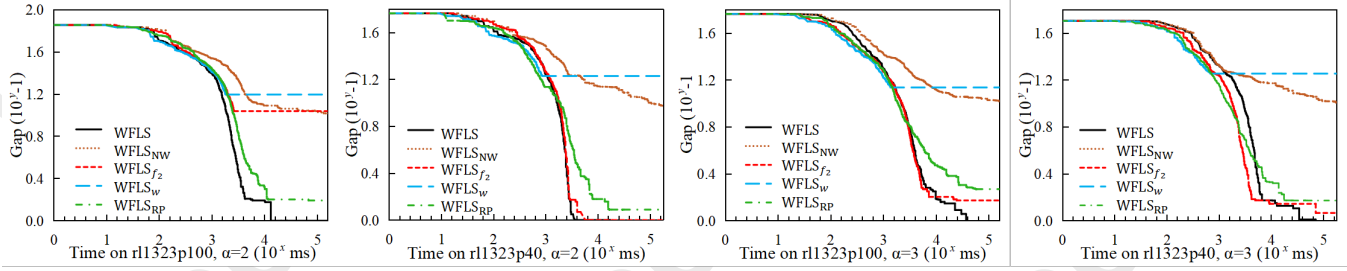 Gap (10^y-1)
2.0
1.6
1.2
0.8
0.4
0.0
WFLS
WFLS_NW
WFLS_f₂
WFLS_w
WFLS_RP
0 1 2 3 4 5
Time on rl1323p100, α=2 (10^x ms)
Gap (10^y-1)
1.6
1.2
0.8
0.4
0.0
WFLS
WFLS_NW
WFLS_f₂
WFLS_w
WFLS_RP
0 1 2 3 4 5
Time on rl1323p40, α=2 (10^x ms)
Gap (10^y-1)
1.6
1.2
0.8
0.4
0.0
WFLS
WFLS_NW
WFLS_f₂
WFLS_w
WFLS_RP
0 1 2 3 4 5
Time on rl1323p100, α=3 (10^x ms)
Gap (10^y-1)
1.6
1.2
0.8
0.4
0.0
WFLS
WFLS_NW
WFLS_f₂
WFLS_w
WFLS_RP
0 1 2 3 4 5
Time on rl1323p40, α=3 (10^x ms)